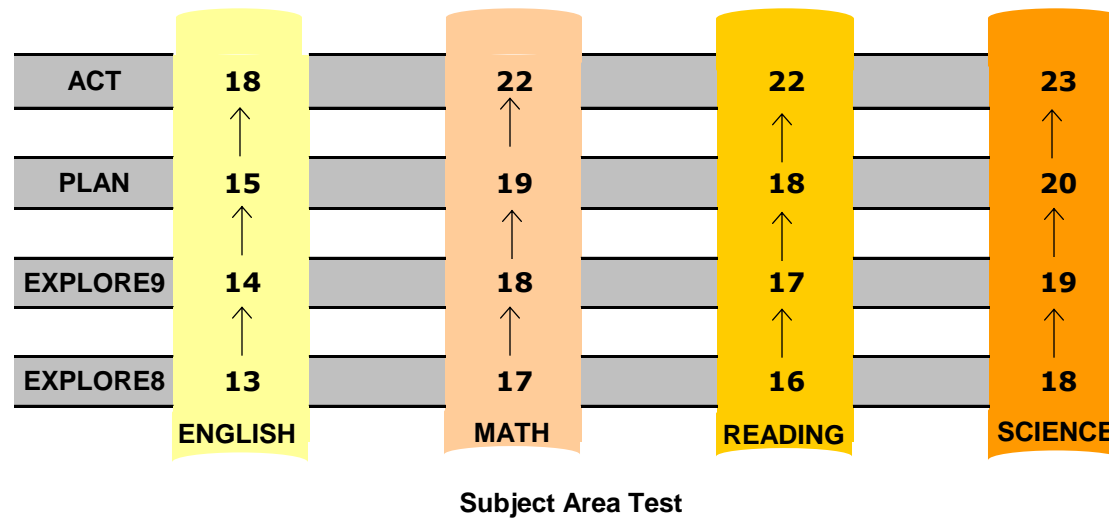 ACT 18 22 22 23
PLAN 15 19 18 20
EXPLORE9 14 18 17 19
EXPLORE8 13 17 16 18
ENGLISH MATH READING SCIENCE
Subject Area Test